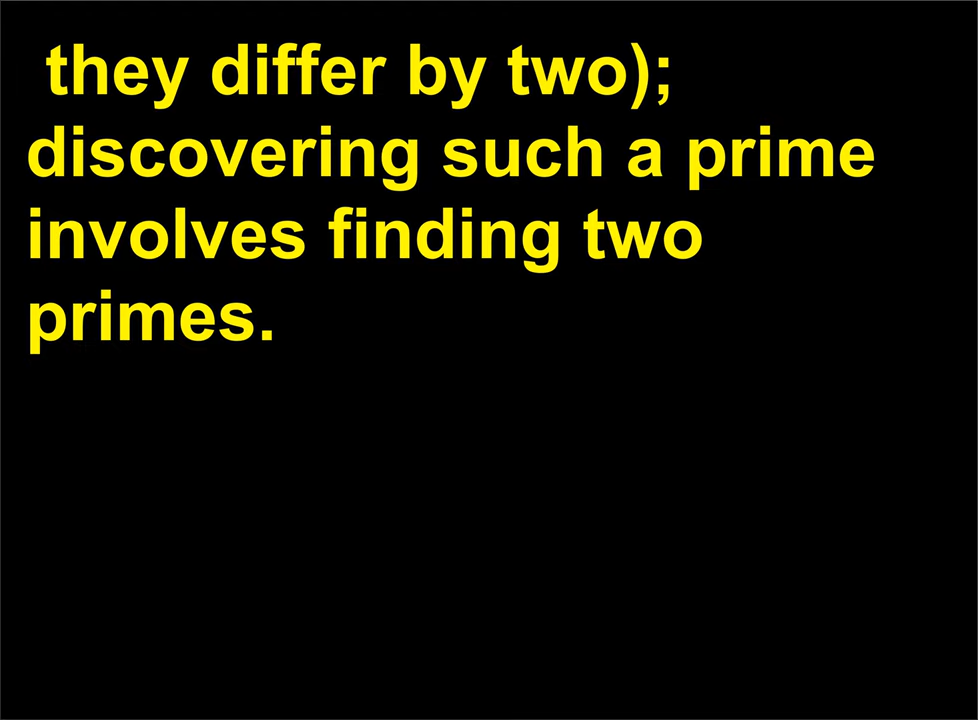 they differ by two);
discovering such a prime
involves finding two
primes.